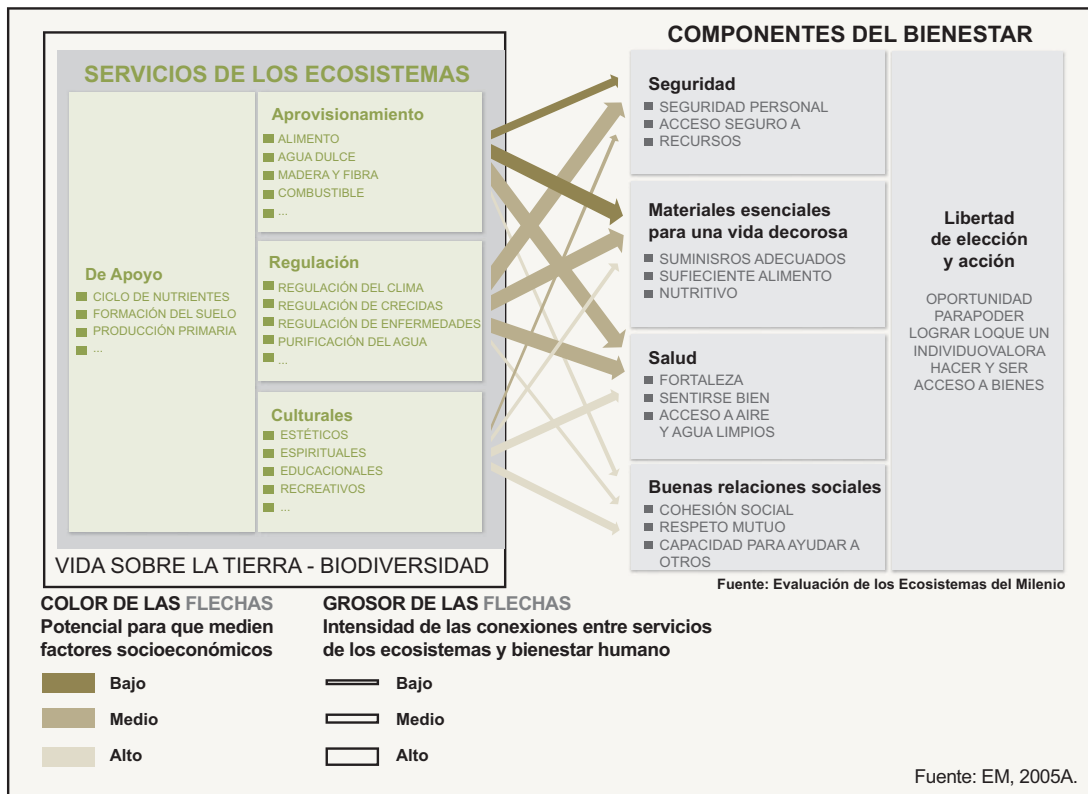 COMPONENTES DEL BIENESTAR
SERVICIOS DE LOS ECOSISTEMAS
De Apoyo
CICLO DE NUTRIENTES
FORMACIÓN DEL SUELO
PRODUCCIÓN PRIMARIA
...
Aprovisionamiento
ALIMENTO
AGUA DULCE
MADERA Y FIBRA
COMBUSTIBLE
...
Regulación
REGULACIÓN DEL CLIMA
REGULACIÓN DE CRECIDAS
REGULACIÓN DE ENFERMEDADES
PURIFICACIÓN DEL AGUA
...
Culturales
ESTÉTICOS
ESPIRITUALES
EDUCACIONALES
RECREATIVOS
...
VIDA SOBRE LA TIERRA - BIODIVERSIDAD
Seguridad
SEGURIDAD PERSONAL
ACCESO SEGURO A
RECURSOS
Materiales esenciales
para una vida decorosa
SUMINISROS ADECUADOS
SUFIECIENTE ALIMENTO
NUTRITIVO
Salud
FORTALEZA
SENTIRSE BIEN
ACCESO A AIRE
Y AGUA LIMPIOS
Buenas relaciones sociales
COHESIÓN SOCIAL
RESPETO MUTUO
CAPACIDAD PARA AYUDAR A
OTROS
Libertad
de elección
y acción
OPORTUNIDAD
PARAPODER
LOGRAR LOQUE UN
INDIVIDUOVALORA
HACER Y SER
ACCESO A BIENES
Fuente: Evaluación de los Ecosistemas del Milenio
COLOR DE LAS FLECHAS
Potencial para que medien
factores socioeconómicos
Bajo
Medio
Alto
GROSOR DE LAS FLECHAS
Intensidad de las conexiones entre servicios
de los ecosistemas y bienestar humano
Bajo
Medio
Alto
Fuente: EM, 2005A.